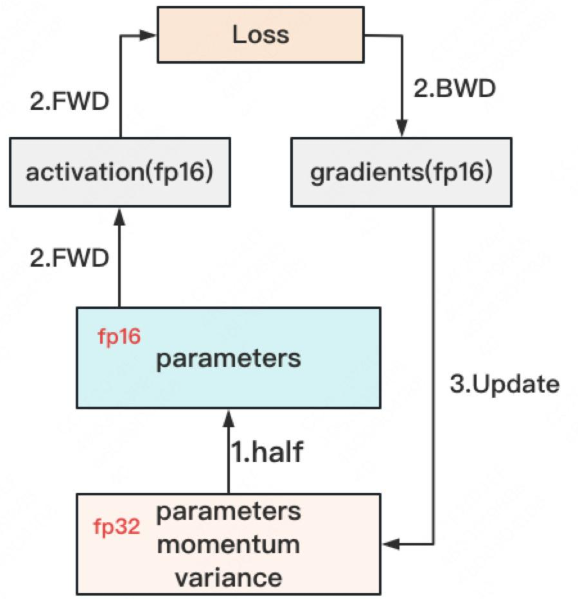 Loss
2.FWD
2.BWD
activation(fp16)
gradients(fp16)
2.FWD
fp16
parameters
3.Update
1.half
fp32
parameters
momentum
variance